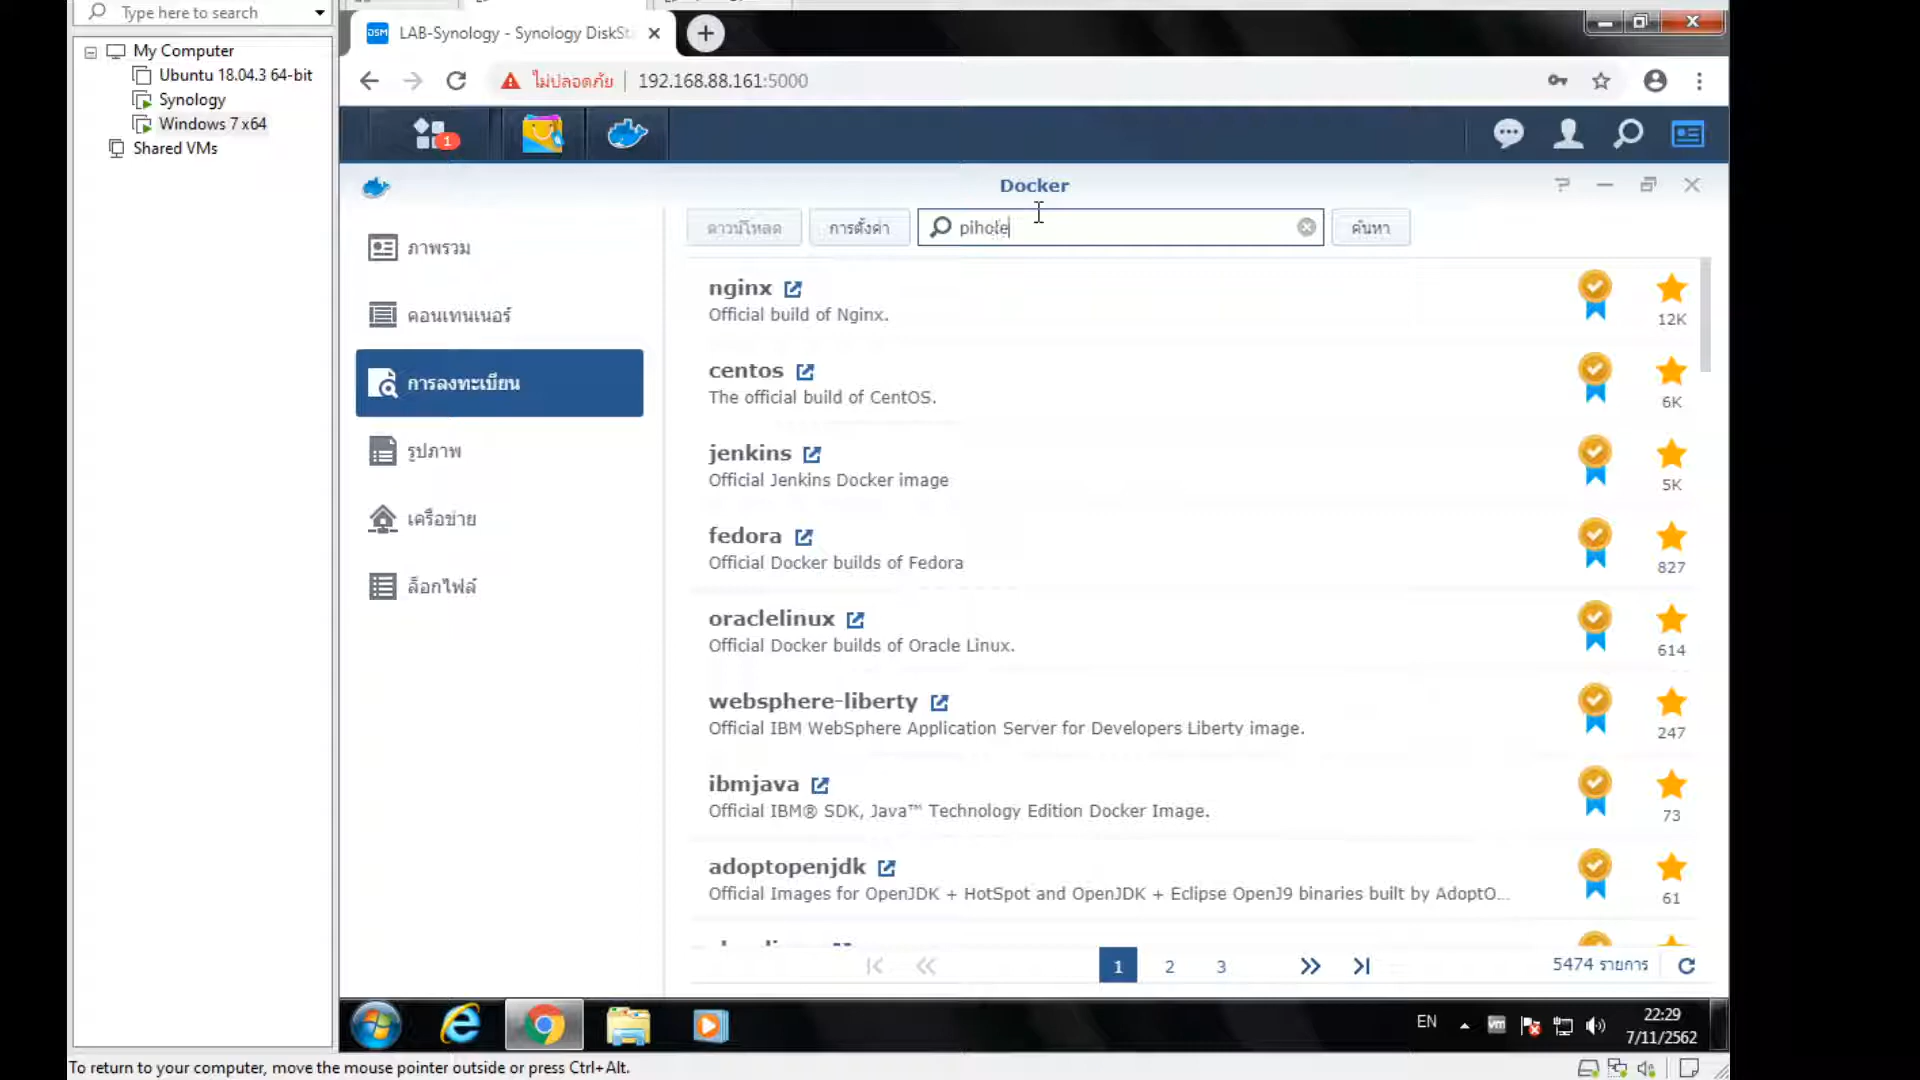 Type here to search
My Computer
Ubuntu 18.04.3 64-bit
Synology
Windows 7 x64
Shared VMs
LAB-Synology - Synology DiskSt
ไม่ปลอดภัย
192.168.88.161:5000
1
Docker
ภาพรวม
คอนเทนเนอร์
การลงทะเบียน
รูปภาพ
เครือข่าย
ล็อกไฟล์
ดาวน์โหลด
การตั้งค่า
pihole
ค้นหา
nginx
Official build of Nginx.
12K
centos
The official build of CentOS.
6K
jenkins
Official Jenkins Docker image
5K
fedora
Official Docker builds of Fedora
827
oraclelinux
Official Docker builds of Oracle Linux.
614
websphere-liberty
Official IBM WebSphere Application Server for Developers Liberty image.
247
ibmjava
Official IBM® SDK, Java™ Technology Edition Docker Image.
73
adoptopenjdk
Official Images for OpenJDK + HotSpot and OpenJDK + Eclipse OpenJ9 binaries built by AdoptO...
61
1 2 3
5474 รายการ
EN
22:29
7/11/2562
To return to your computer, move the mouse pointer outside or press Ctrl+Alt.